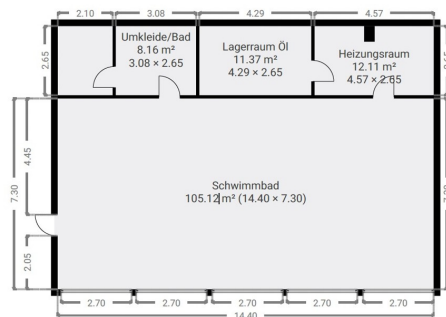 2.10 3.08 4.29 4.57
2.65
Umkleide/Bad
8.16 m²
3.08 × 2.65
Lagerraum Öl
11.37 m²
4.29 × 2.65
Heizungsraum
12.11 m²
4.57 × 2.65
7.30
4.45
2.05
Schwimmbad
105.12 m² (14.40 × 7.30)
2.70 2.70 2.70 2.70 2.70
14.40